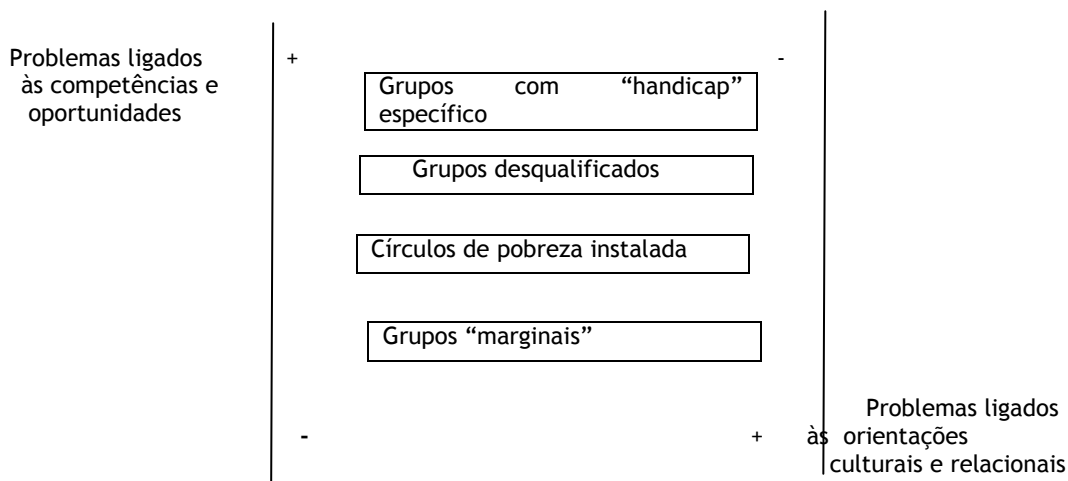 Problemas ligados
às competências e
oportunidades
+
-
Grupos com “handicap”
específico
Grupos desqualificados
Círculos de pobreza instalada
Grupos “marginais”
-
+
Problemas ligados
às orientações
culturais e relacionais